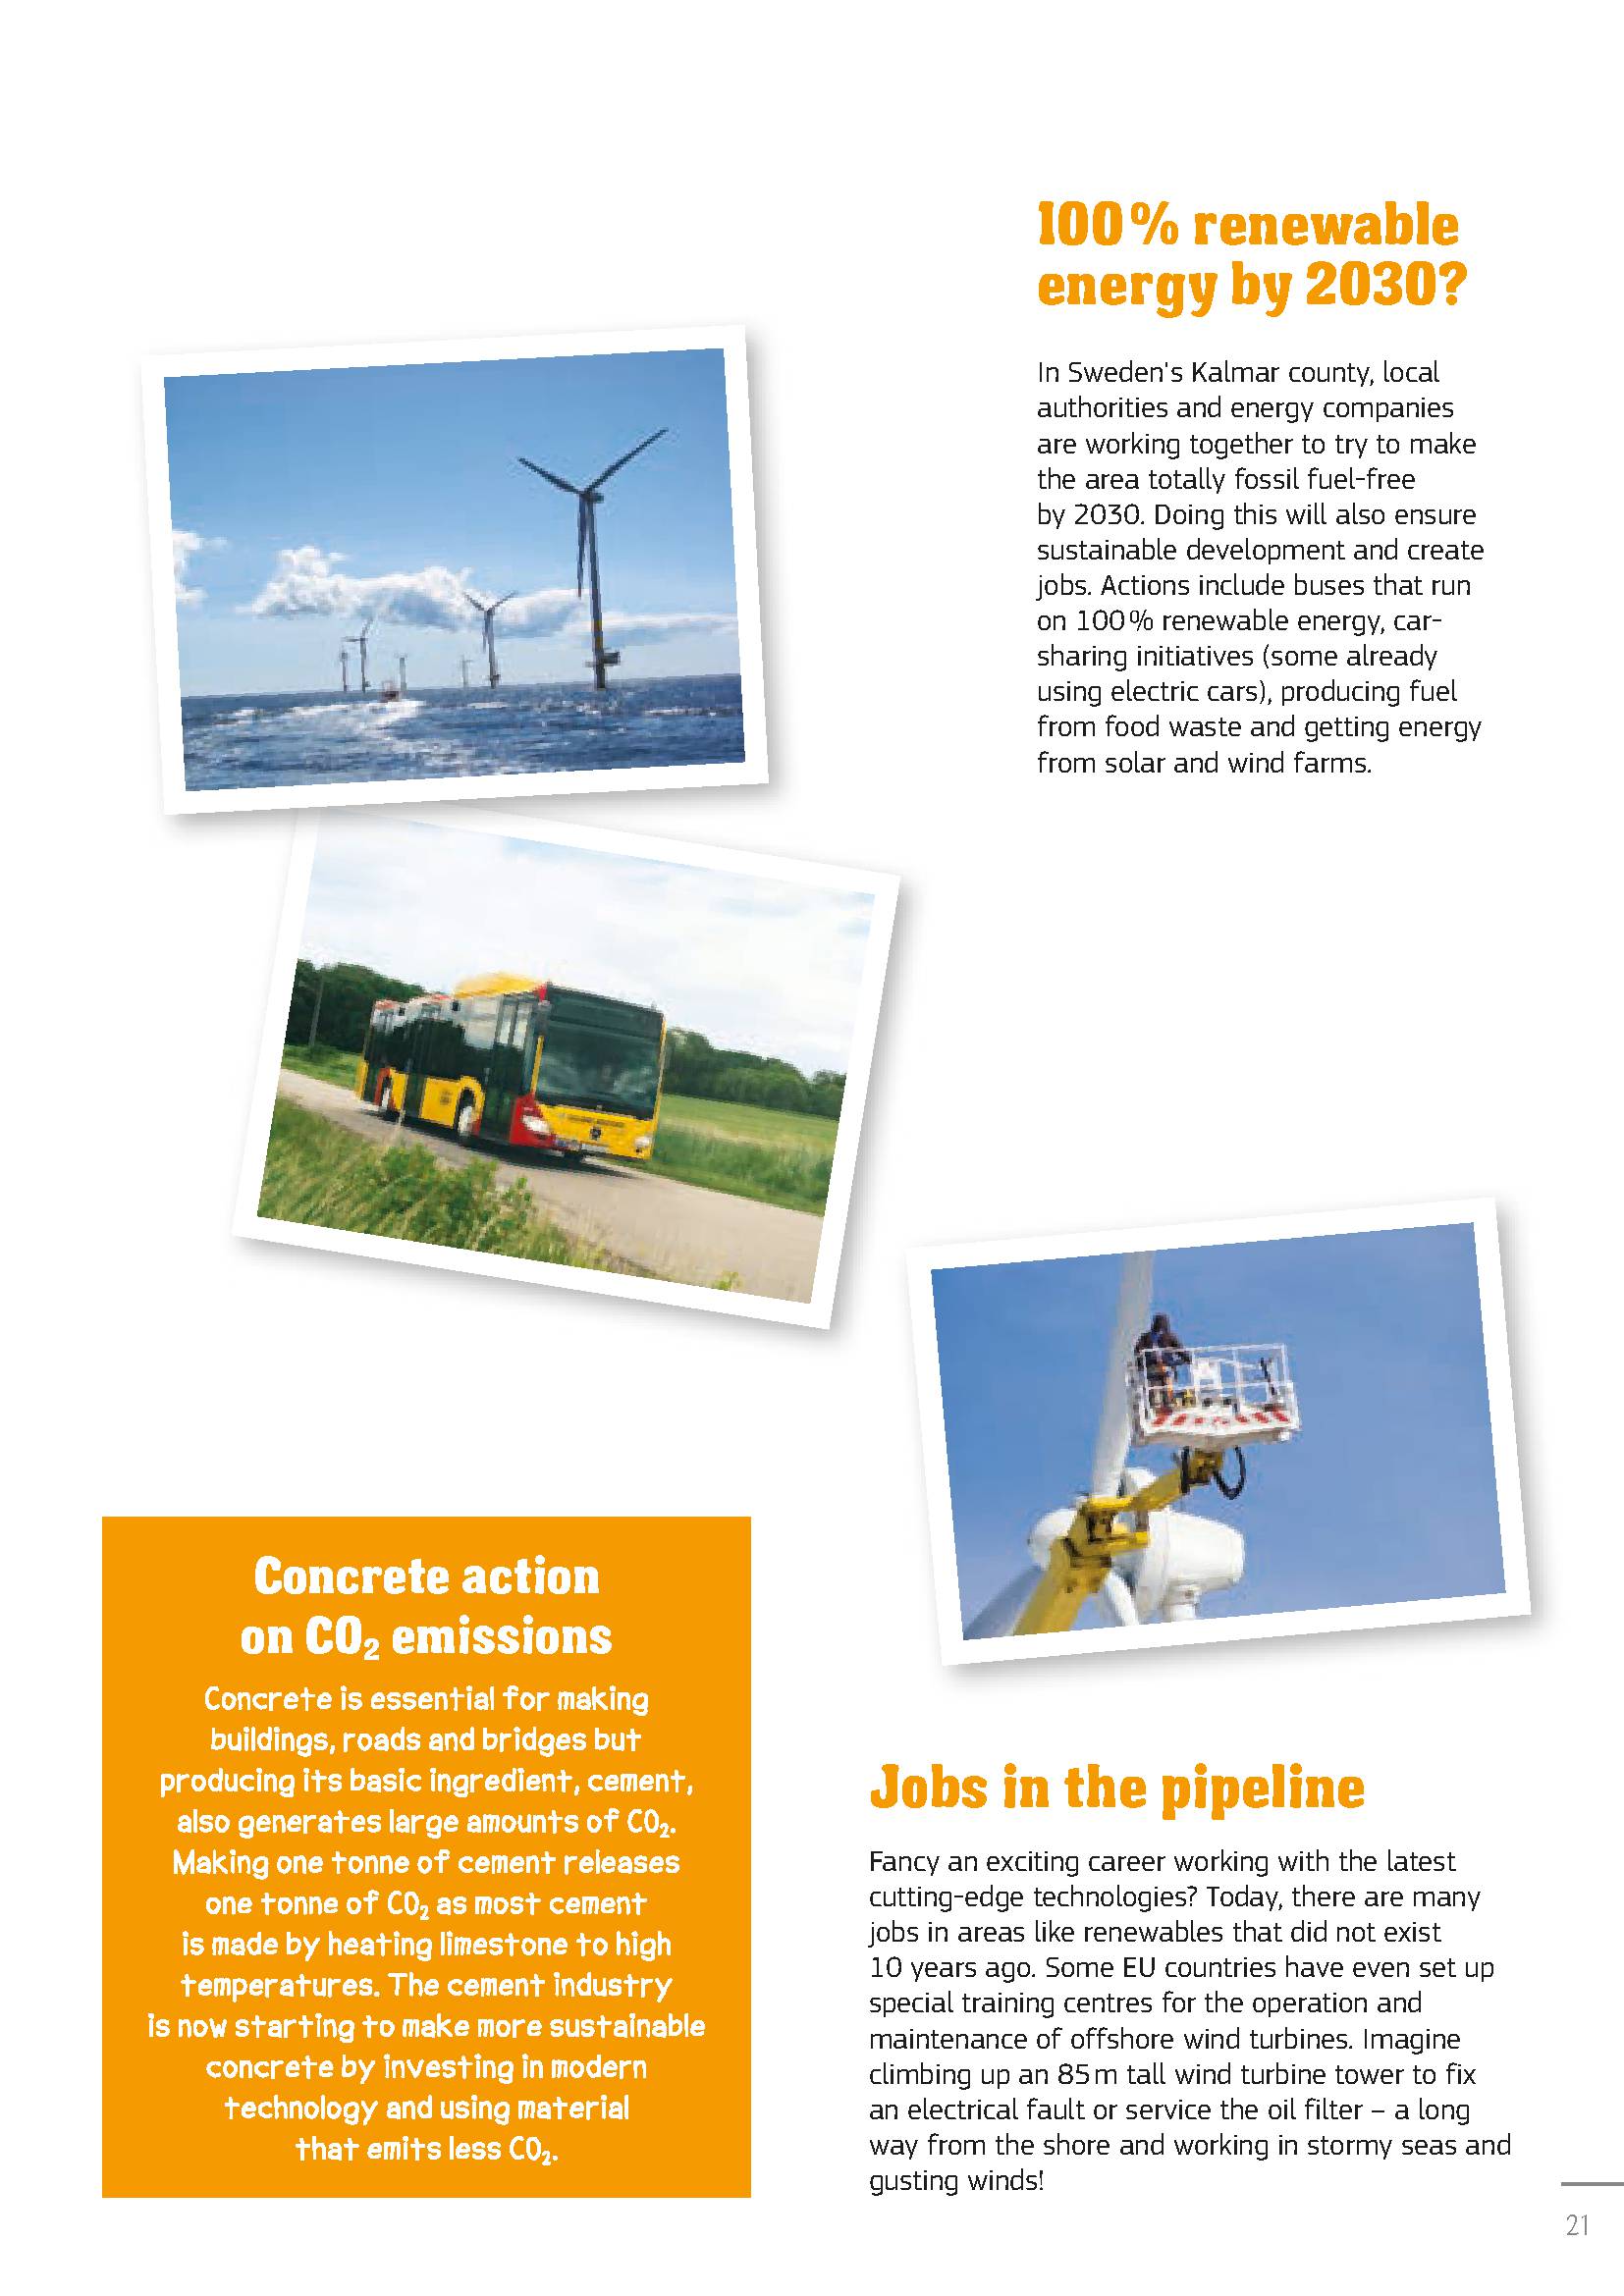 100% renewable
energy by 2030?
In Sweden's Kalmar county, local
authorities and energy companies
are working together to try to make
the area totally fossil fuel-free
by 2030. Doing this will also ensure
sustainable development and create
jobs. Actions include buses that run
on 100% renewable energy, car-
sharing initiatives (some already
using electric cars), producing fuel
from food waste and getting energy
from solar and wind farms.
Concrete action
on CO₂ emissions
Concrete is essential for making
buildings, roads and bridges but
producing its basic ingredient, cement,
also generates large amounts of CO₂.
Making one tonne of cement releases
one tonne of CO₂ as most cement
is made by heating limestone to high
temperatures. The cement industry
is now starting to make more sustainable
concrete by investing in modern
technology and using material
that emits less CO₂.
Jobs in the pipeline
Fancy an exciting career working with the latest
cutting-edge technologies? Today, there are many
jobs in areas like renewables that did not exist
10 years ago. Some EU countries have even set up
special training centres for the operation and
maintenance of offshore wind turbines. Imagine
climbing up an 85 m tall wind turbine tower to fix
an electrical fault or service the oil filter – a long
way from the shore and working in stormy seas and
gusting winds!
21